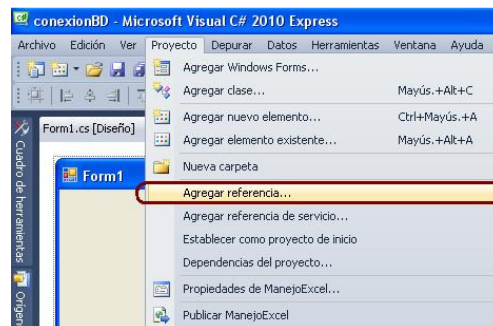 conexionBD - Microsoft Visual C# 2010 Express
Archivo Edición Ver Proyecto Depurar Datos Herramientas Ventana Ayuda
Agregar Windows Forms...
Agregar clase... Mayús.+Alt+C
Agregar nuevo elemento... Ctrl+Mayús.+A
Agregar elemento existente... Mayús.+Alt+A
Nueva carpeta
Agregar referencia...
Agregar referencia de servicio...
Establecer como proyecto de inicio
Dependencias del proyecto...
Propiedades de ManejoExcel...
Publicar ManejoExcel
Form1.cs [Diseño]
Form1
Cuadro de herramientas
Orígen